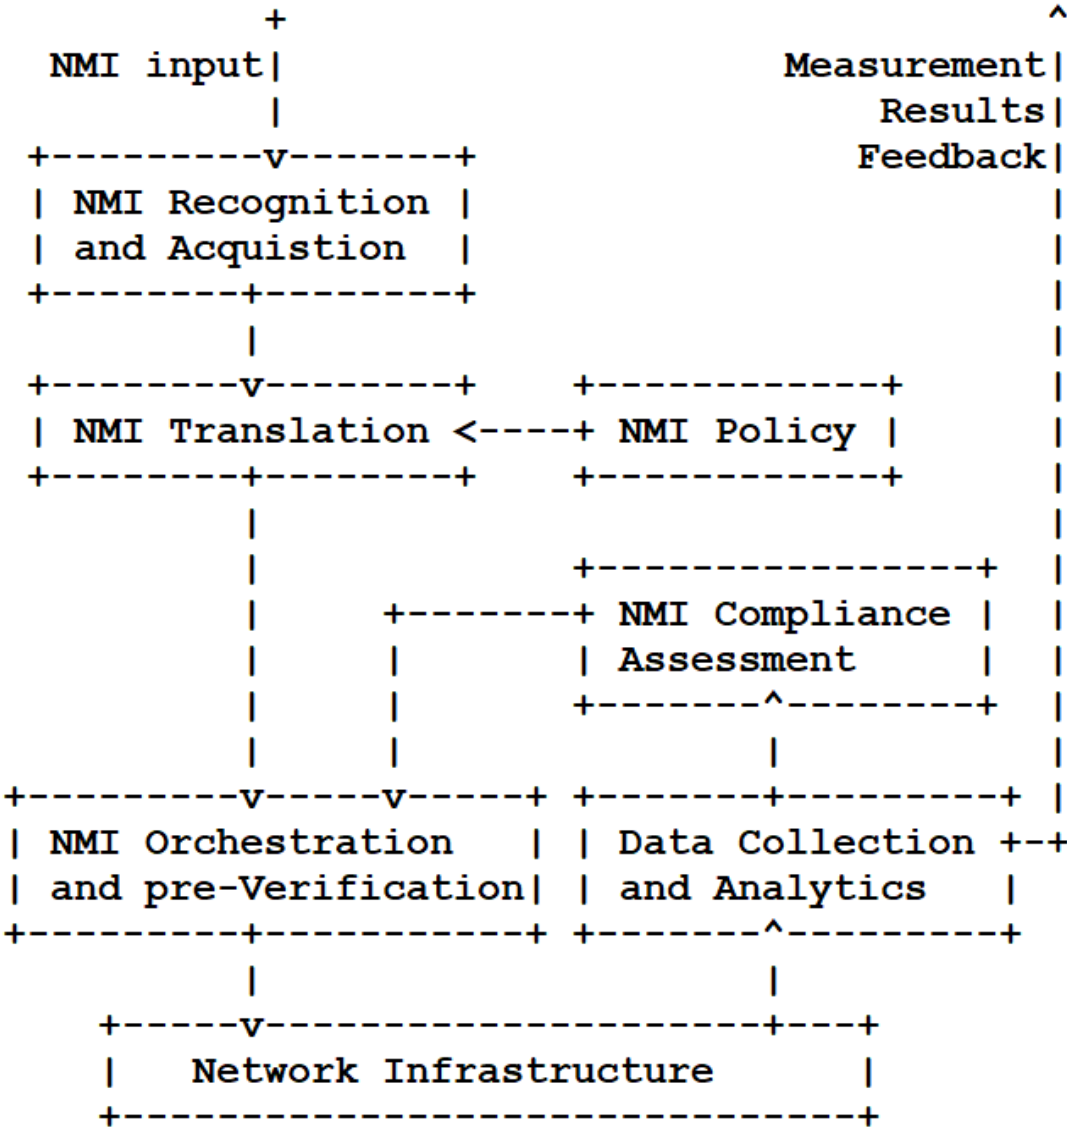 NMI input
Measurement
Results
Feedback
NMI Recognition
and Acquistion
NMI Translation
NMI Policy
NMI Compliance
Assessment
NMI Orchestration
and pre-Verification
Data Collection
and Analytics
Network Infrastructure